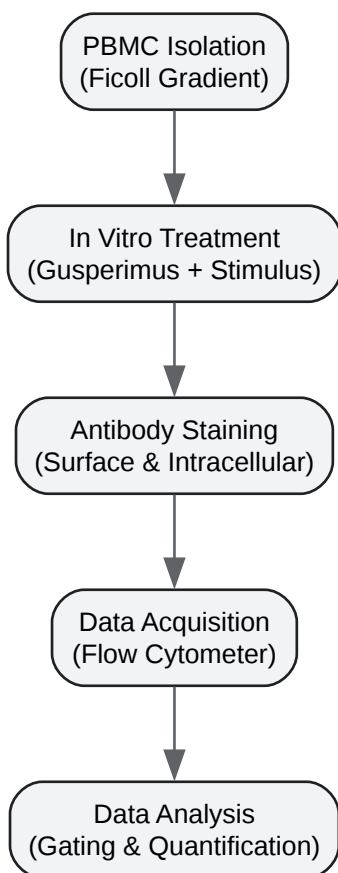 PBMC Isolation
(Ficoll Gradient)
In Vitro Treatment
(Gusperimus + Stimulus)
Antibody Staining
(Surface & Intracellular)
Data Acquisition
(Flow Cytometer)
Data Analysis
(Gating & Quantification)